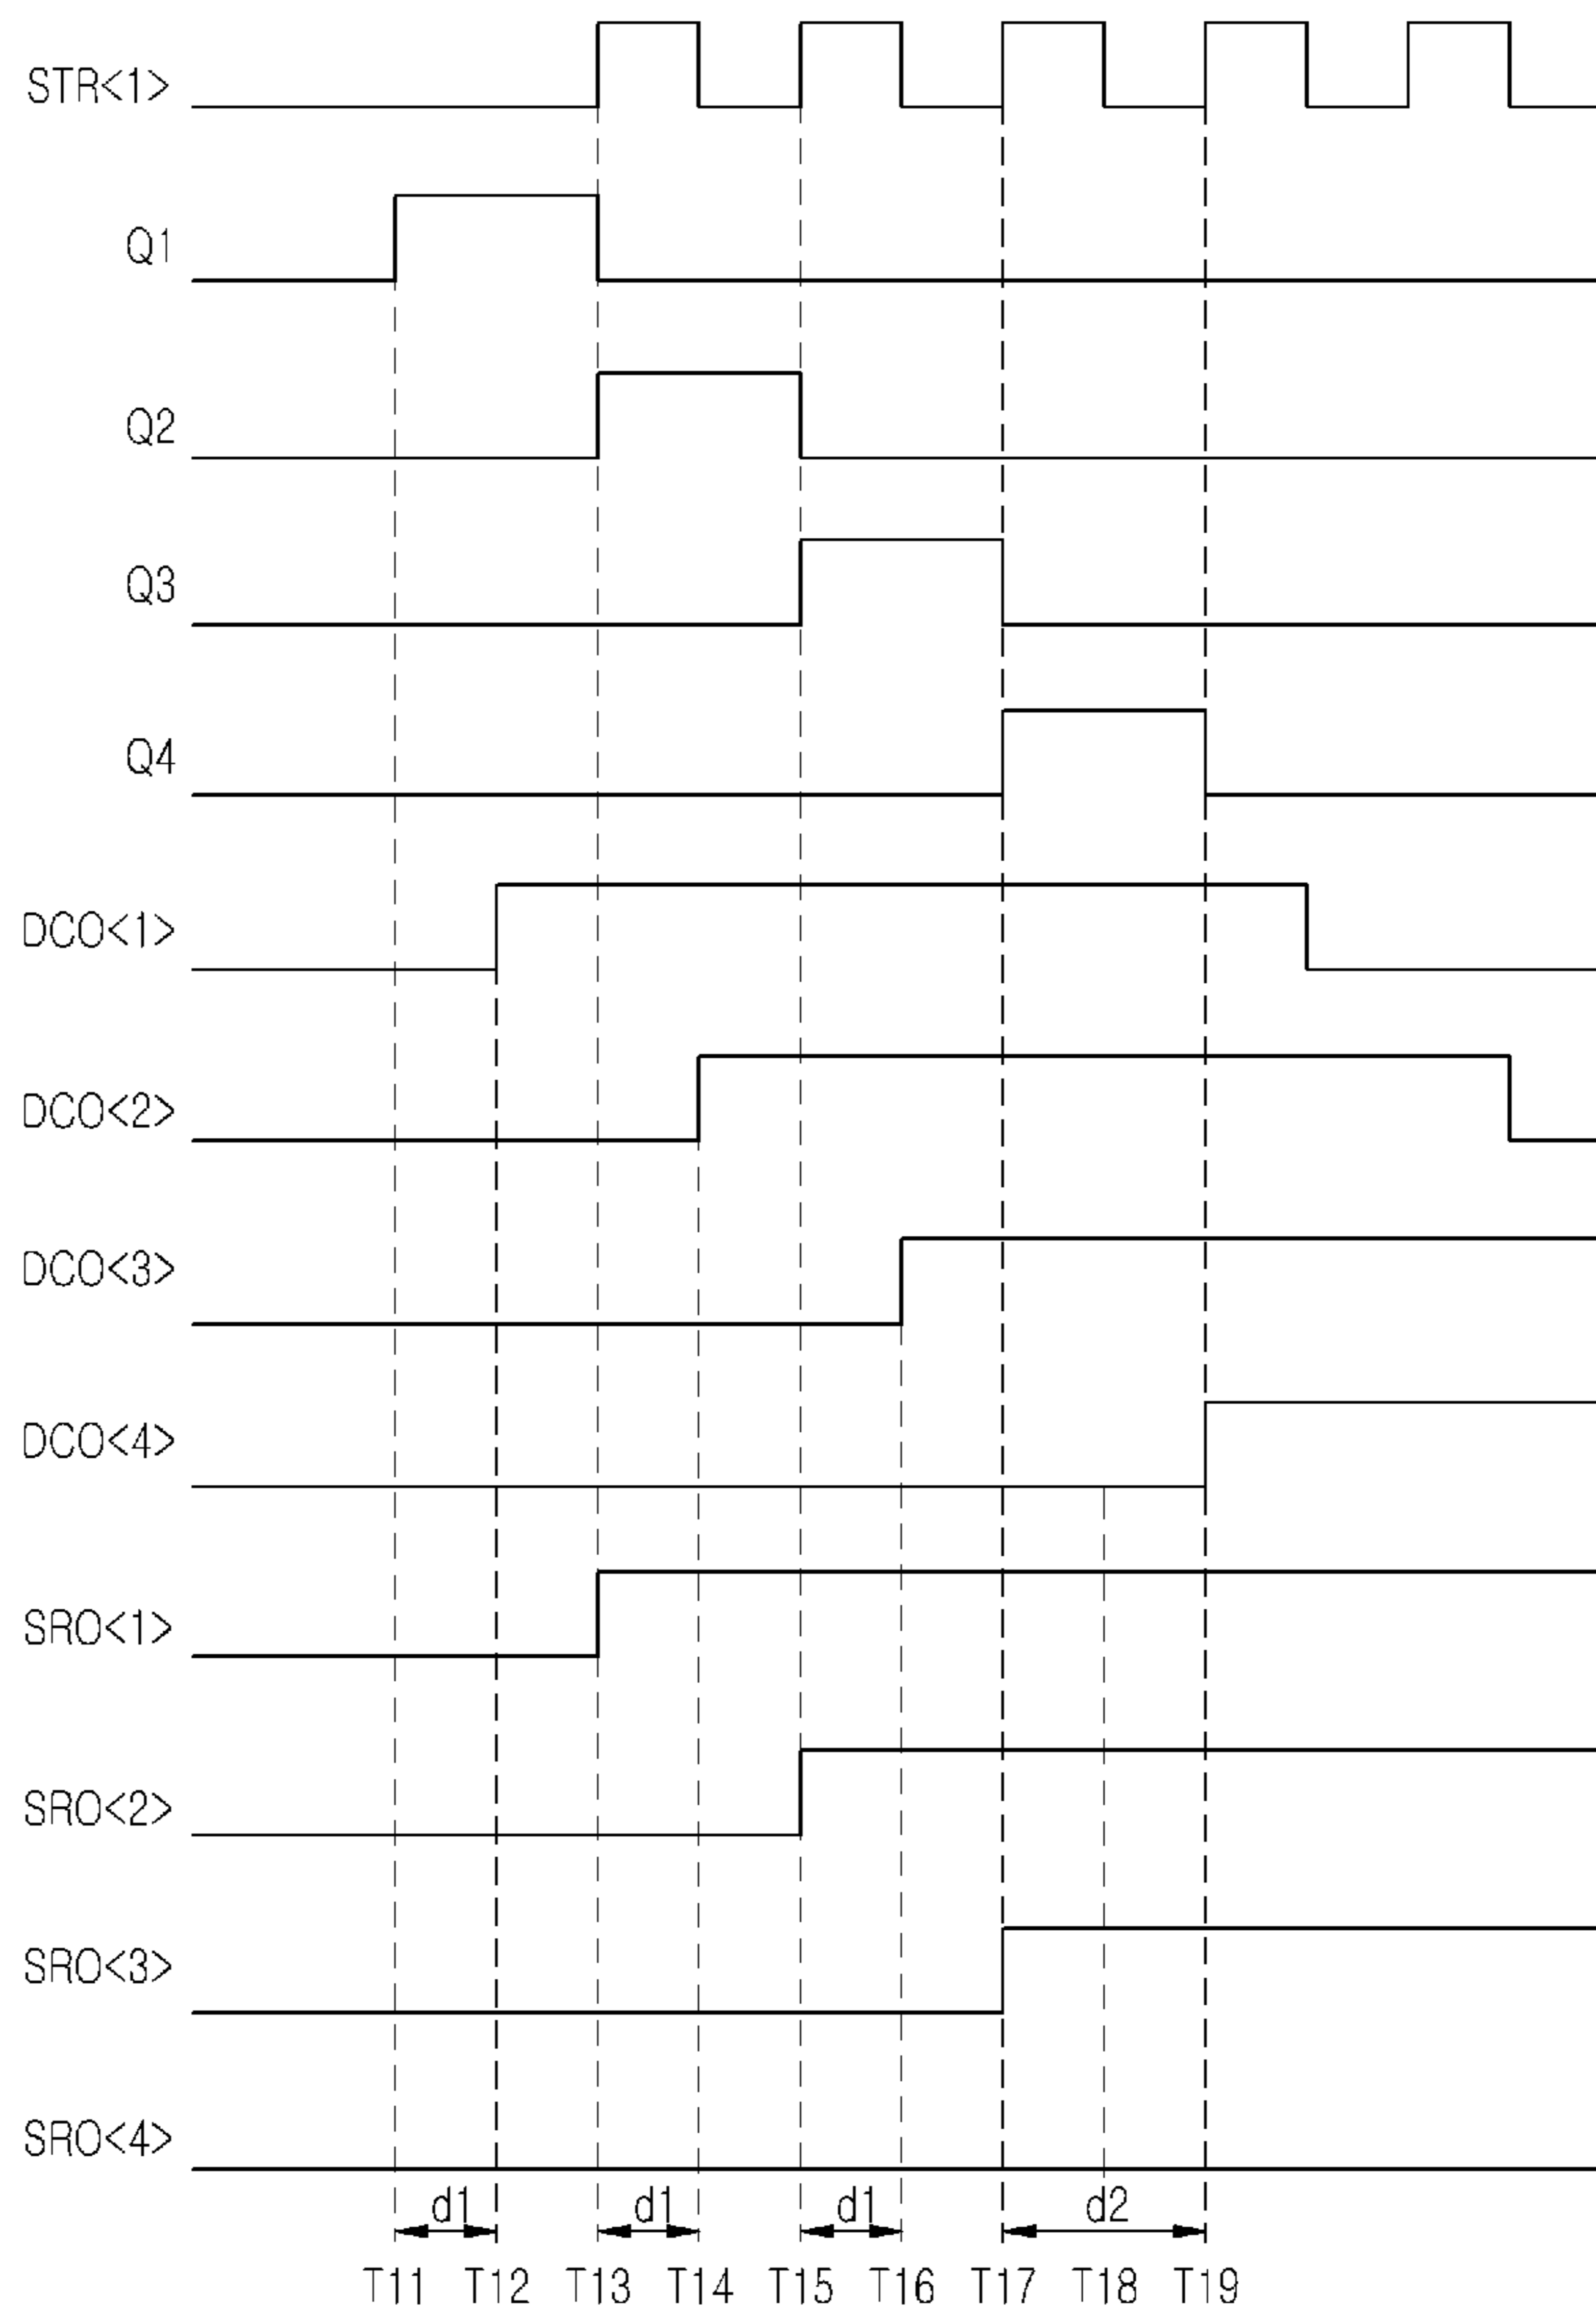 STR<1>
Q1
Q2
Q3
Q4
DCO<1>
DCO<2>
DCO<3>
DCO<4>
SRO<1>
SRO<2>
SRO<3>
SRO<4>
d1 d1 d1 d2
T11 T12 T13 T14 T15 T16 T17 T18 T19